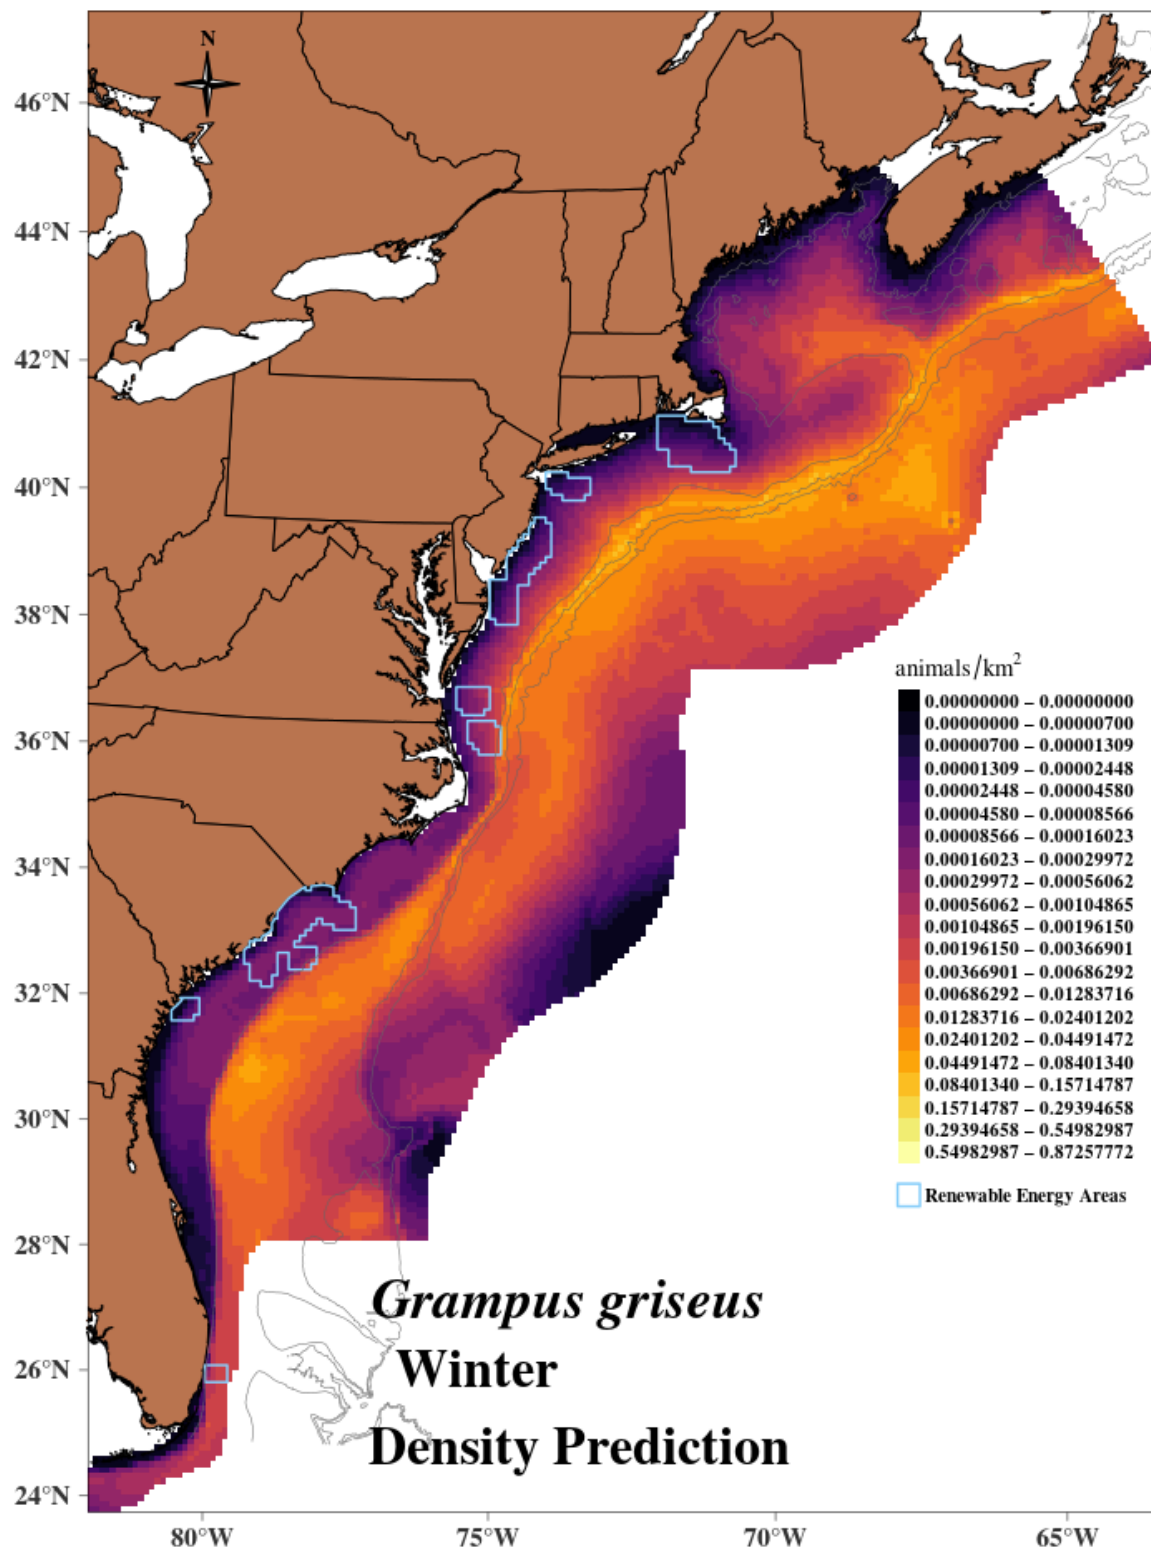 N
46°N
44°N
42°N
40°N
38°N
36°N
34°N
32°N
30°N
28°N
26°N
24°N
80°W
75°W
70°W
65°W
animals/km²
0.00000000 – 0.00000000
0.00000000 – 0.00000700
0.00000700 – 0.00001309
0.00001309 – 0.00002448
0.00002448 – 0.00004580
0.00004580 – 0.00008566
0.00008566 – 0.00016023
0.00016023 – 0.00029972
0.00029972 – 0.00056062
0.00056062 – 0.00104865
0.00104865 – 0.00196150
0.00196150 – 0.00366901
0.00366901 – 0.00686292
0.00686292 – 0.01283716
0.01283716 – 0.02401202
0.02401202 – 0.04491472
0.04491472 – 0.08401340
0.08401340 – 0.15714787
0.15714787 – 0.29394658
0.29394658 – 0.54982987
0.54982987 – 0.87257772
Renewable Energy Areas
Grampus griseus
Winter
Density Prediction